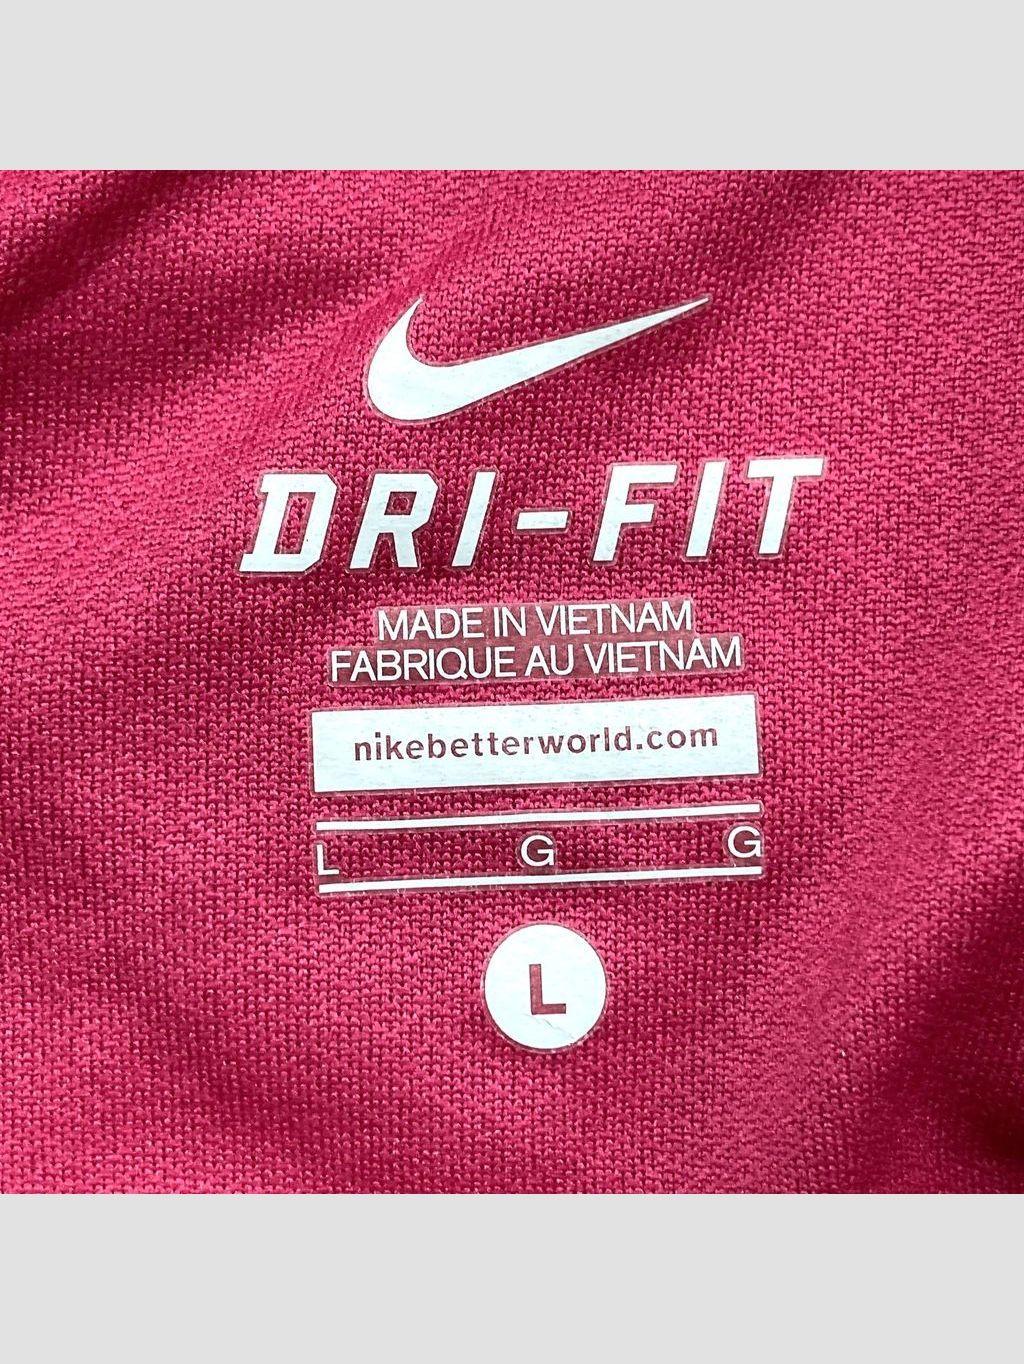 DRI-FIT
MADE IN VIETNAM
FABRIQUE AU VIETNAM
nikebetterworld.com
L G G
L